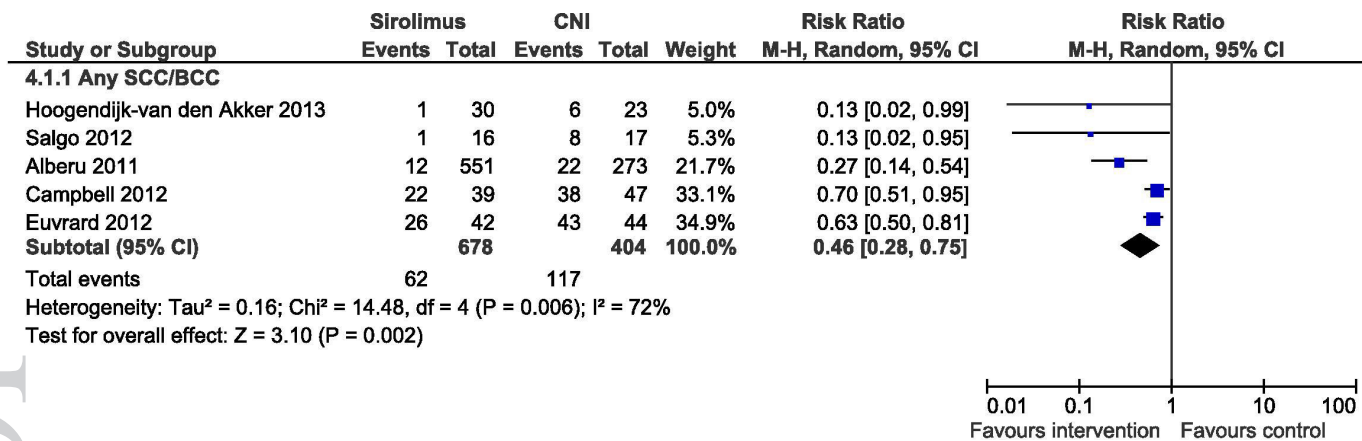 Sirolimus CNI Risk Ratio Risk Ratio
Study or Subgroup Events Total Events Total Weight M-H, Random, 95% CI M-H, Random, 95% CI
4.1.1 Any SCC/BCC
Hoogendijk-van den Akker 2013 1 30 6 23 5.0% 0.13 [0.02, 0.99]
Salgo 2012 1 16 8 17 5.3% 0.13 [0.02, 0.95]
Alberu 2011 12 551 22 273 21.7% 0.27 [0.14, 0.54]
Campbell 2012 22 39 38 47 33.1% 0.70 [0.51, 0.95]
Euvrard 2012 26 42 43 44 34.9% 0.63 [0.50, 0.81]
Subtotal (95% CI) 678 404 100.0% 0.46 [0.28, 0.75]
Total events 62 117
Heterogeneity: Tau² = 0.16; Chi² = 14.48, df = 4 (P = 0.006); I² = 72%
Test for overall effect: Z = 3.10 (P = 0.002)
0.01 0.1 1 10 100
Favours intervention Favours control